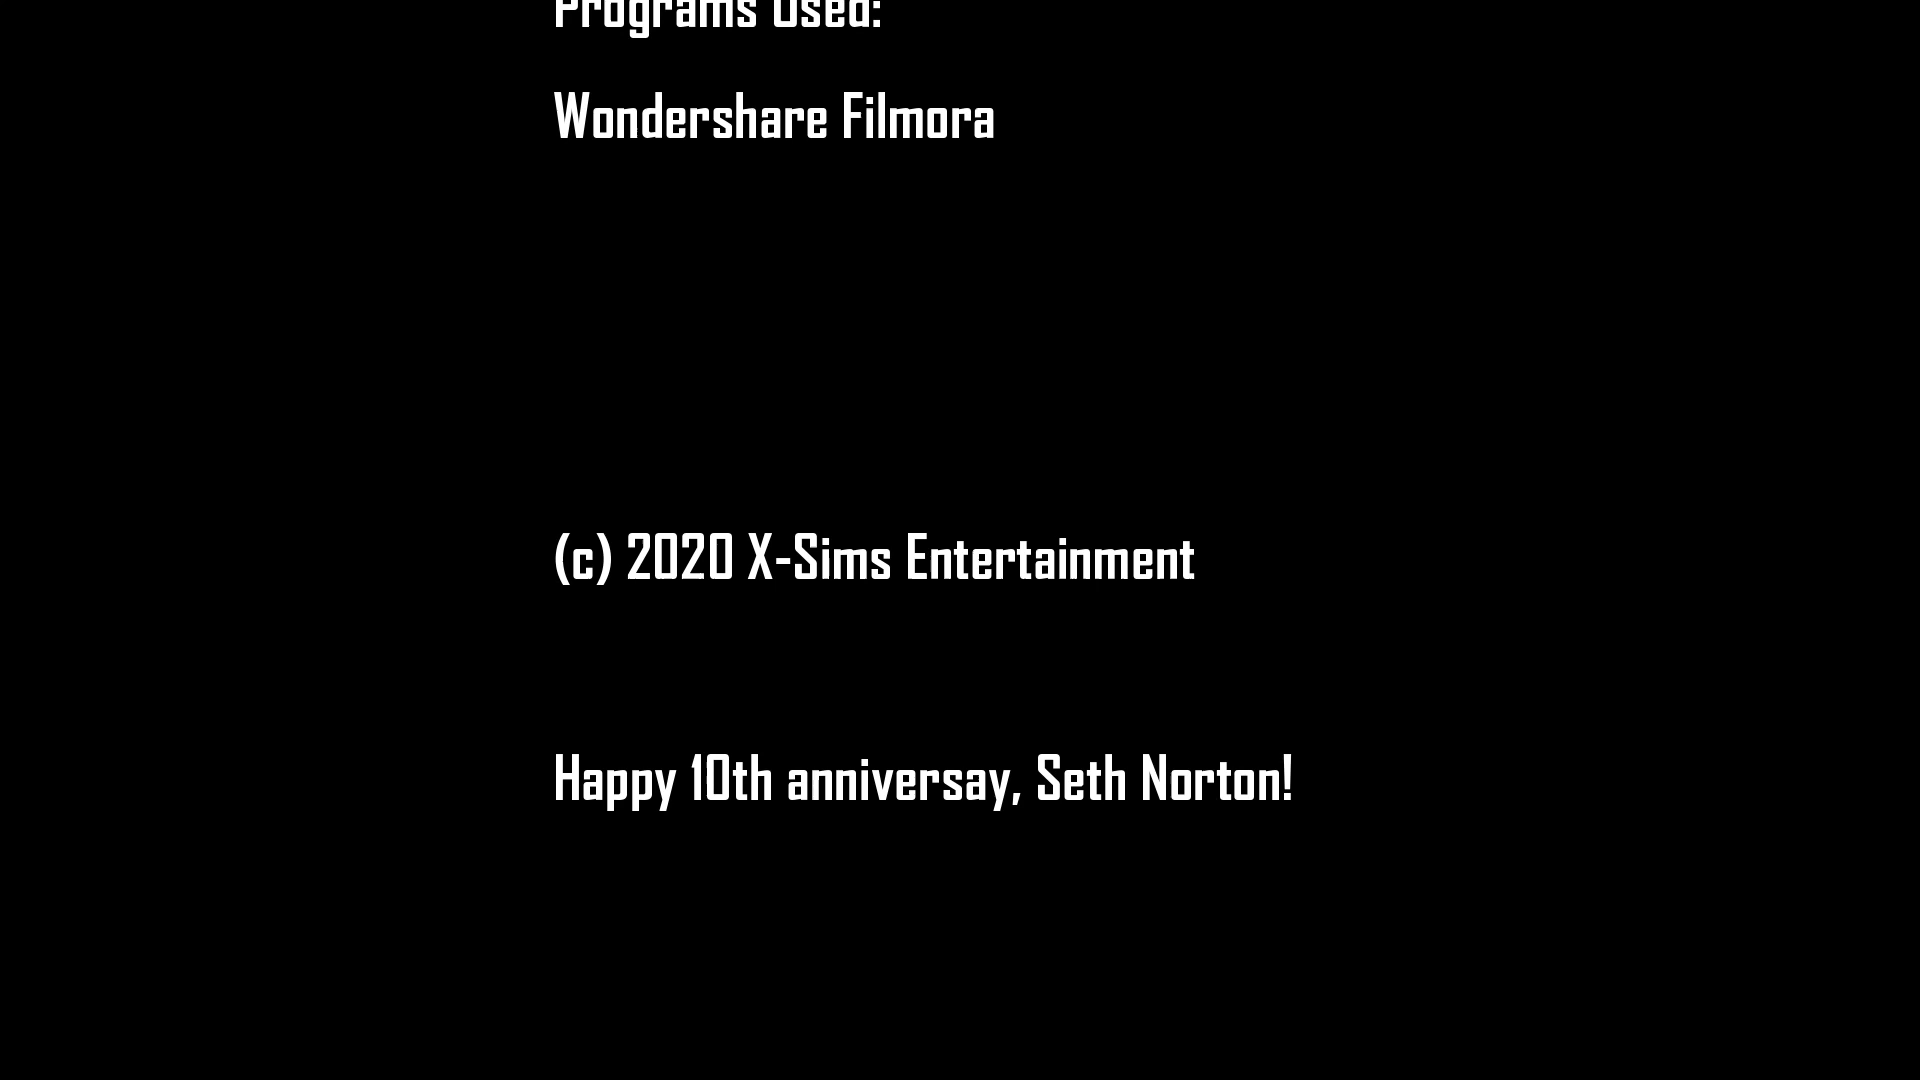 Programs Used:
Wondershare Filmora
(c) 2020 X-Sims Entertainment
Happy 10th anniversay, Seth Norton!